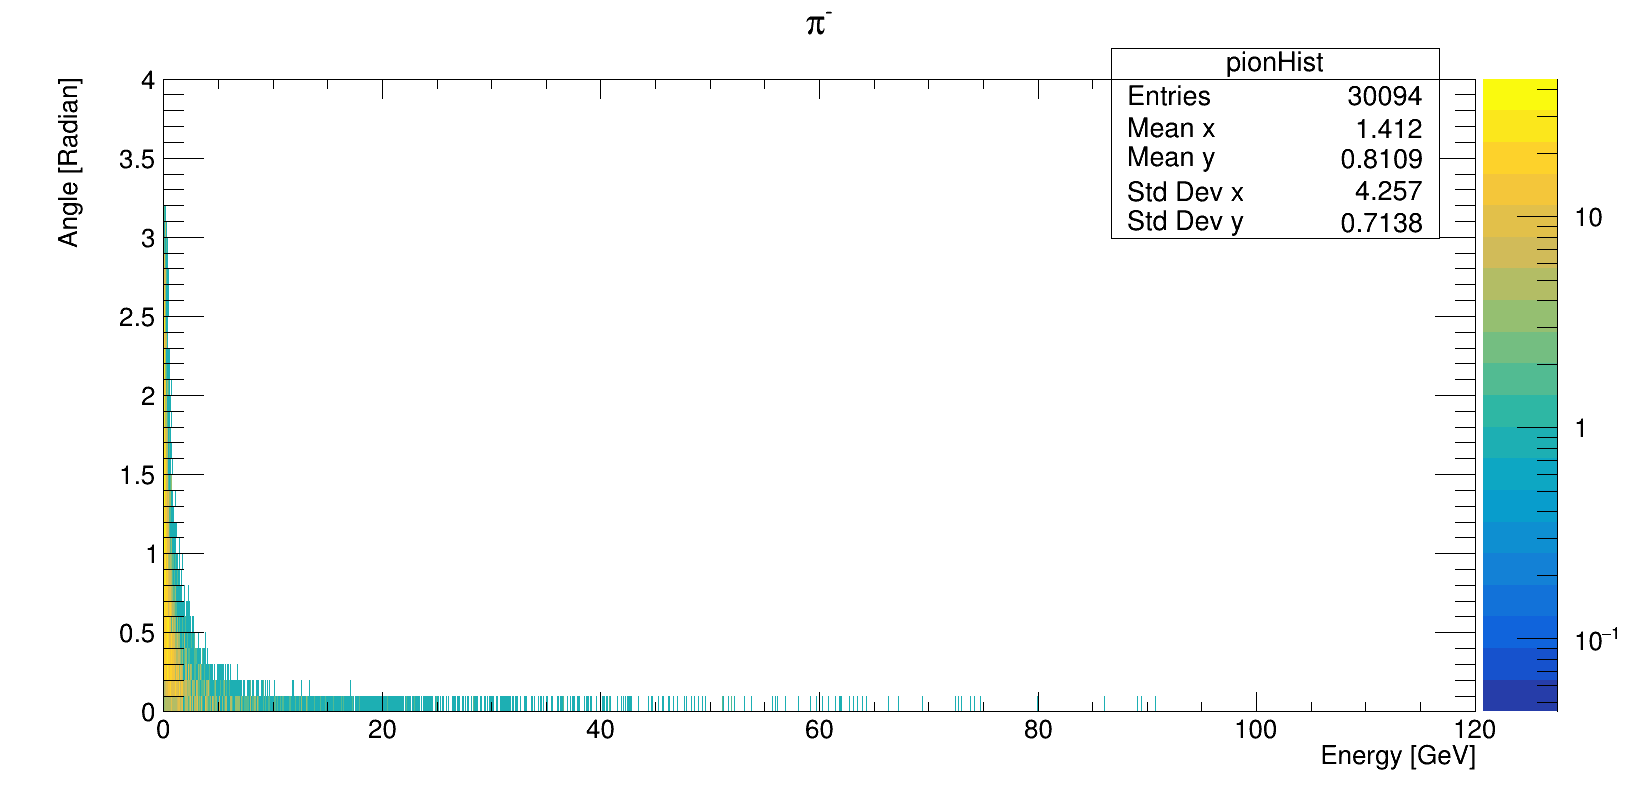 π-
pionHist
Entries 30094
Mean x 1.412
Mean y 0.8109
Std Dev x 4.257
Std Dev y 0.7138
Angle [Radian]
4
3.5
3
2.5
2
1.5
1
0.5
0
0 20 40 60 80 100 120
Energy [GeV]
10
1
10⁻¹